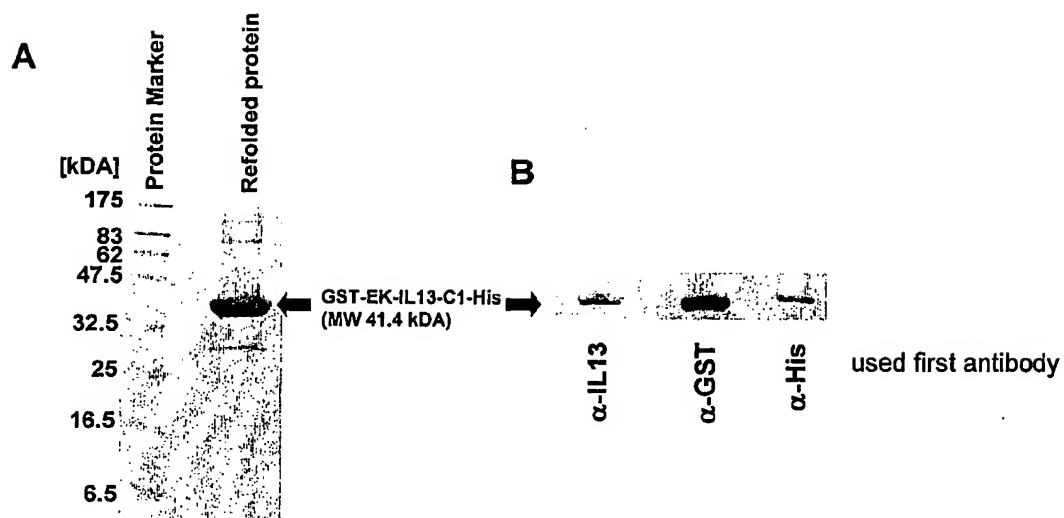 A
Protein Marker
Refolded protein
[kDA]
175
83
62
47.5
32.5
25
16.5
6.5
GST-EK-IL13-C1-His
(MW 41.4 kDA)
B
α-IL13
α-GST
α-His
used first antibody